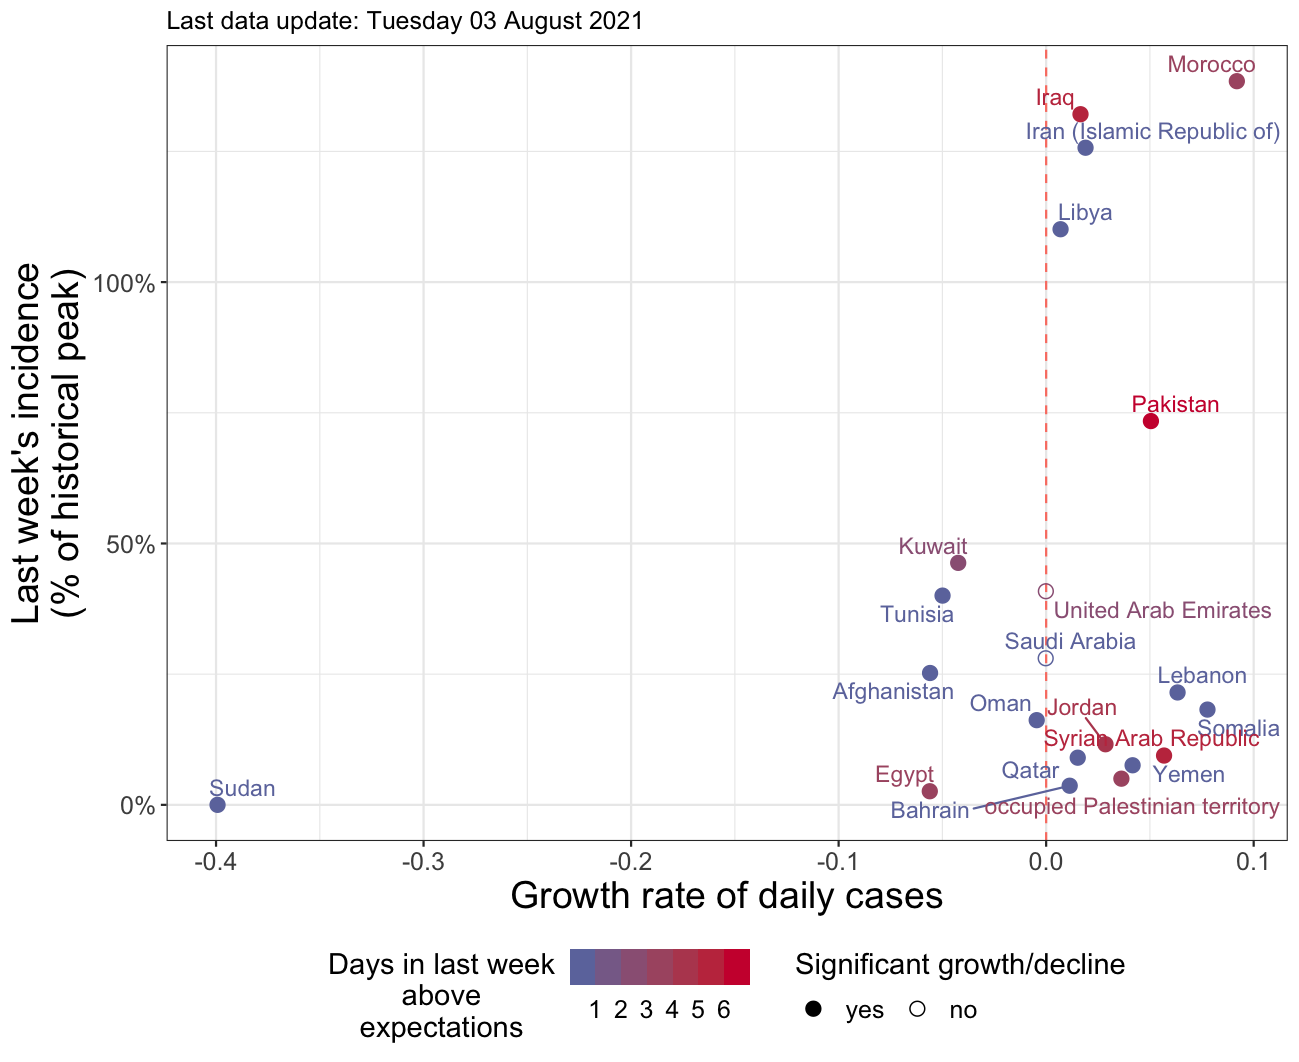 Last data update: Tuesday 03 August 2021
Morocco
Iraq
Iran (Islamic Republic of)
Libya
100%
Pakistan
50%
Kuwait
Tunisia
United Arab Emirates
Saudi Arabia
Lebanon
Afghanistan
Oman
Jordan
Somalia
Syrian Arab Republic
Qatar
Yemen
Egypt
Sudan
Bahrain
occupied Palestinian territory
0%
Last week's incidence
(% of historical peak)
-0.4 -0.3 -0.2 -0.1 0.0 0.1
Growth rate of daily cases
Days in last week
above
expectations
1 2 3 4 5 6
Significant growth/decline
yes no